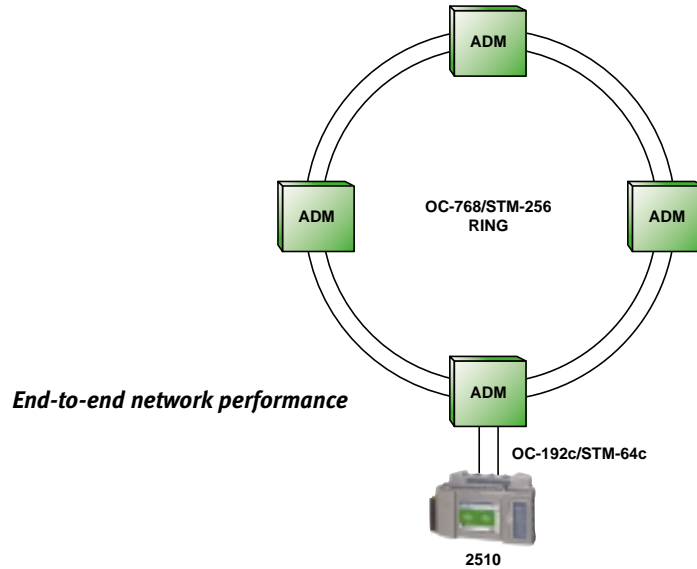 ADM
ADM
OC-768/STM-256
RING
ADM
ADM
End-to-end network performance
OC-192c/STM-64c
2510